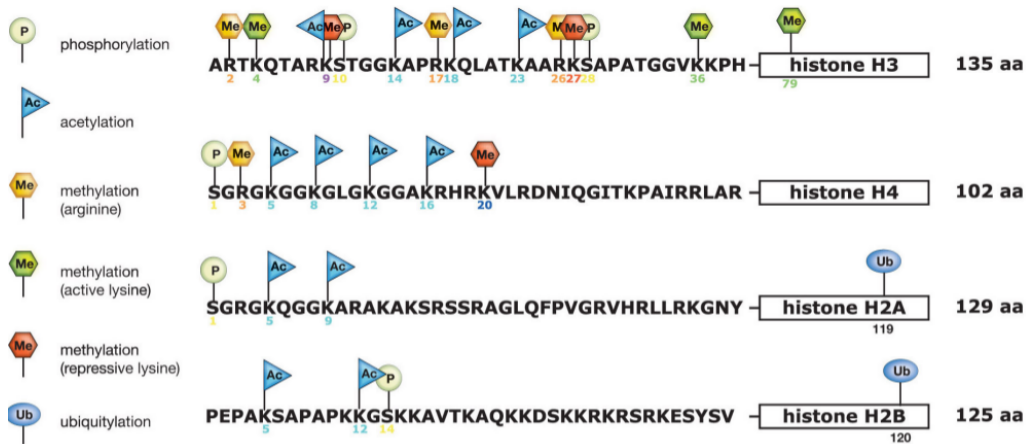 P phosphorylation
Ac acetylation
Me methylation
(arginine)
Me methylation
(active lysine)
Me methylation
(repressive lysine)
Ub ubiquitylation
Me Me Ac Me P Ac Me Ac Ac Me Me P Me Me
ARTKQTARKSTGGKAPRKQLATKAARKSAPATGGVKKPH histone H3 135 aa
2 4 9 10 14 17 18 23 26 27 28 36 79
P Me Ac Ac Ac Ac Me
SGRGKGGKGLGKGGAKRHRKVLRDNIQGITKPAIRRLAR histone H4 102 aa
1 3 5 8 12 16 20
P Ac Ac Ub
SGRGKQGGKARAKAKSRSSRAGLQFPVGRVHRLLRKGNY histone H2A 129 aa
1 5 9 119
Ac Ac P Ub
PEPAKSAPAPKKGSKKAVTKAQKKDSKKRKRSRKESYSV histone H2B 125 aa
5 12 14 120